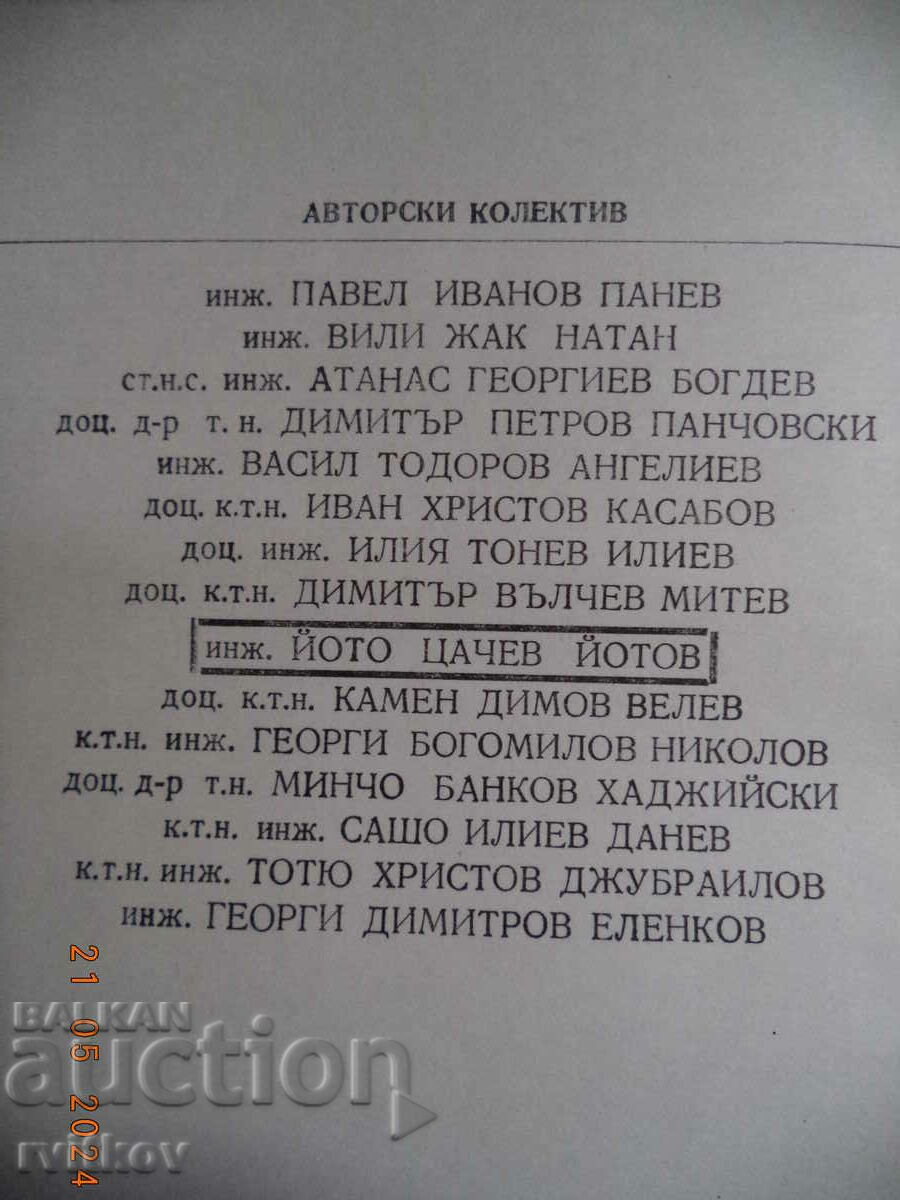 АВТОРСКИ КОЛЕКТИВ
инж. ПАВЕЛ ИВАНОВ ПАНЕВ
инж. ВИЛИ ЖАК НАТАН
ст.н.с. инж. АТАНАС ГЕОРГИЕВ БОГДЕВ
доц. д-р т. н. ДИМИТЪР ПЕТРОВ ПАНЧОВСКИ
инж. ВАСИЛ ТОДОРОВ АНГЕЛИЕВ
доц. к.т.н. ИВАН ХРИСТОВ КАСАБОВ
доц. инж. ИЛИЯ ТОНЕВ ИЛИЕВ
доц. к.т.н. ДИМИТЪР ВЪЛЧЕВ МИТЕВ
инж. ЙОТО ЦАЧЕВ ЙОТОВ
доц. к.т.н. КАМЕН ДИМОВ ВЕЛЕВ
к.т.н. инж. ГЕОРГИ БОГОМИЛОВ НИКОЛОВ
доц. д-р т.н. МИНЧО БАНКОВ ХАДЖИЙСКИ
к.т.н. инж. САШО ИЛИЕВ ДАНЕВ
к.т.н. инж. ТОТЮ ХРИСТОВ ДЖУБРАИЛОВ
инж. ГЕОРГИ ДИМИТРОВ ЕЛЕНКОВ
21 05 2024
BALKAN
auction
rvitkov